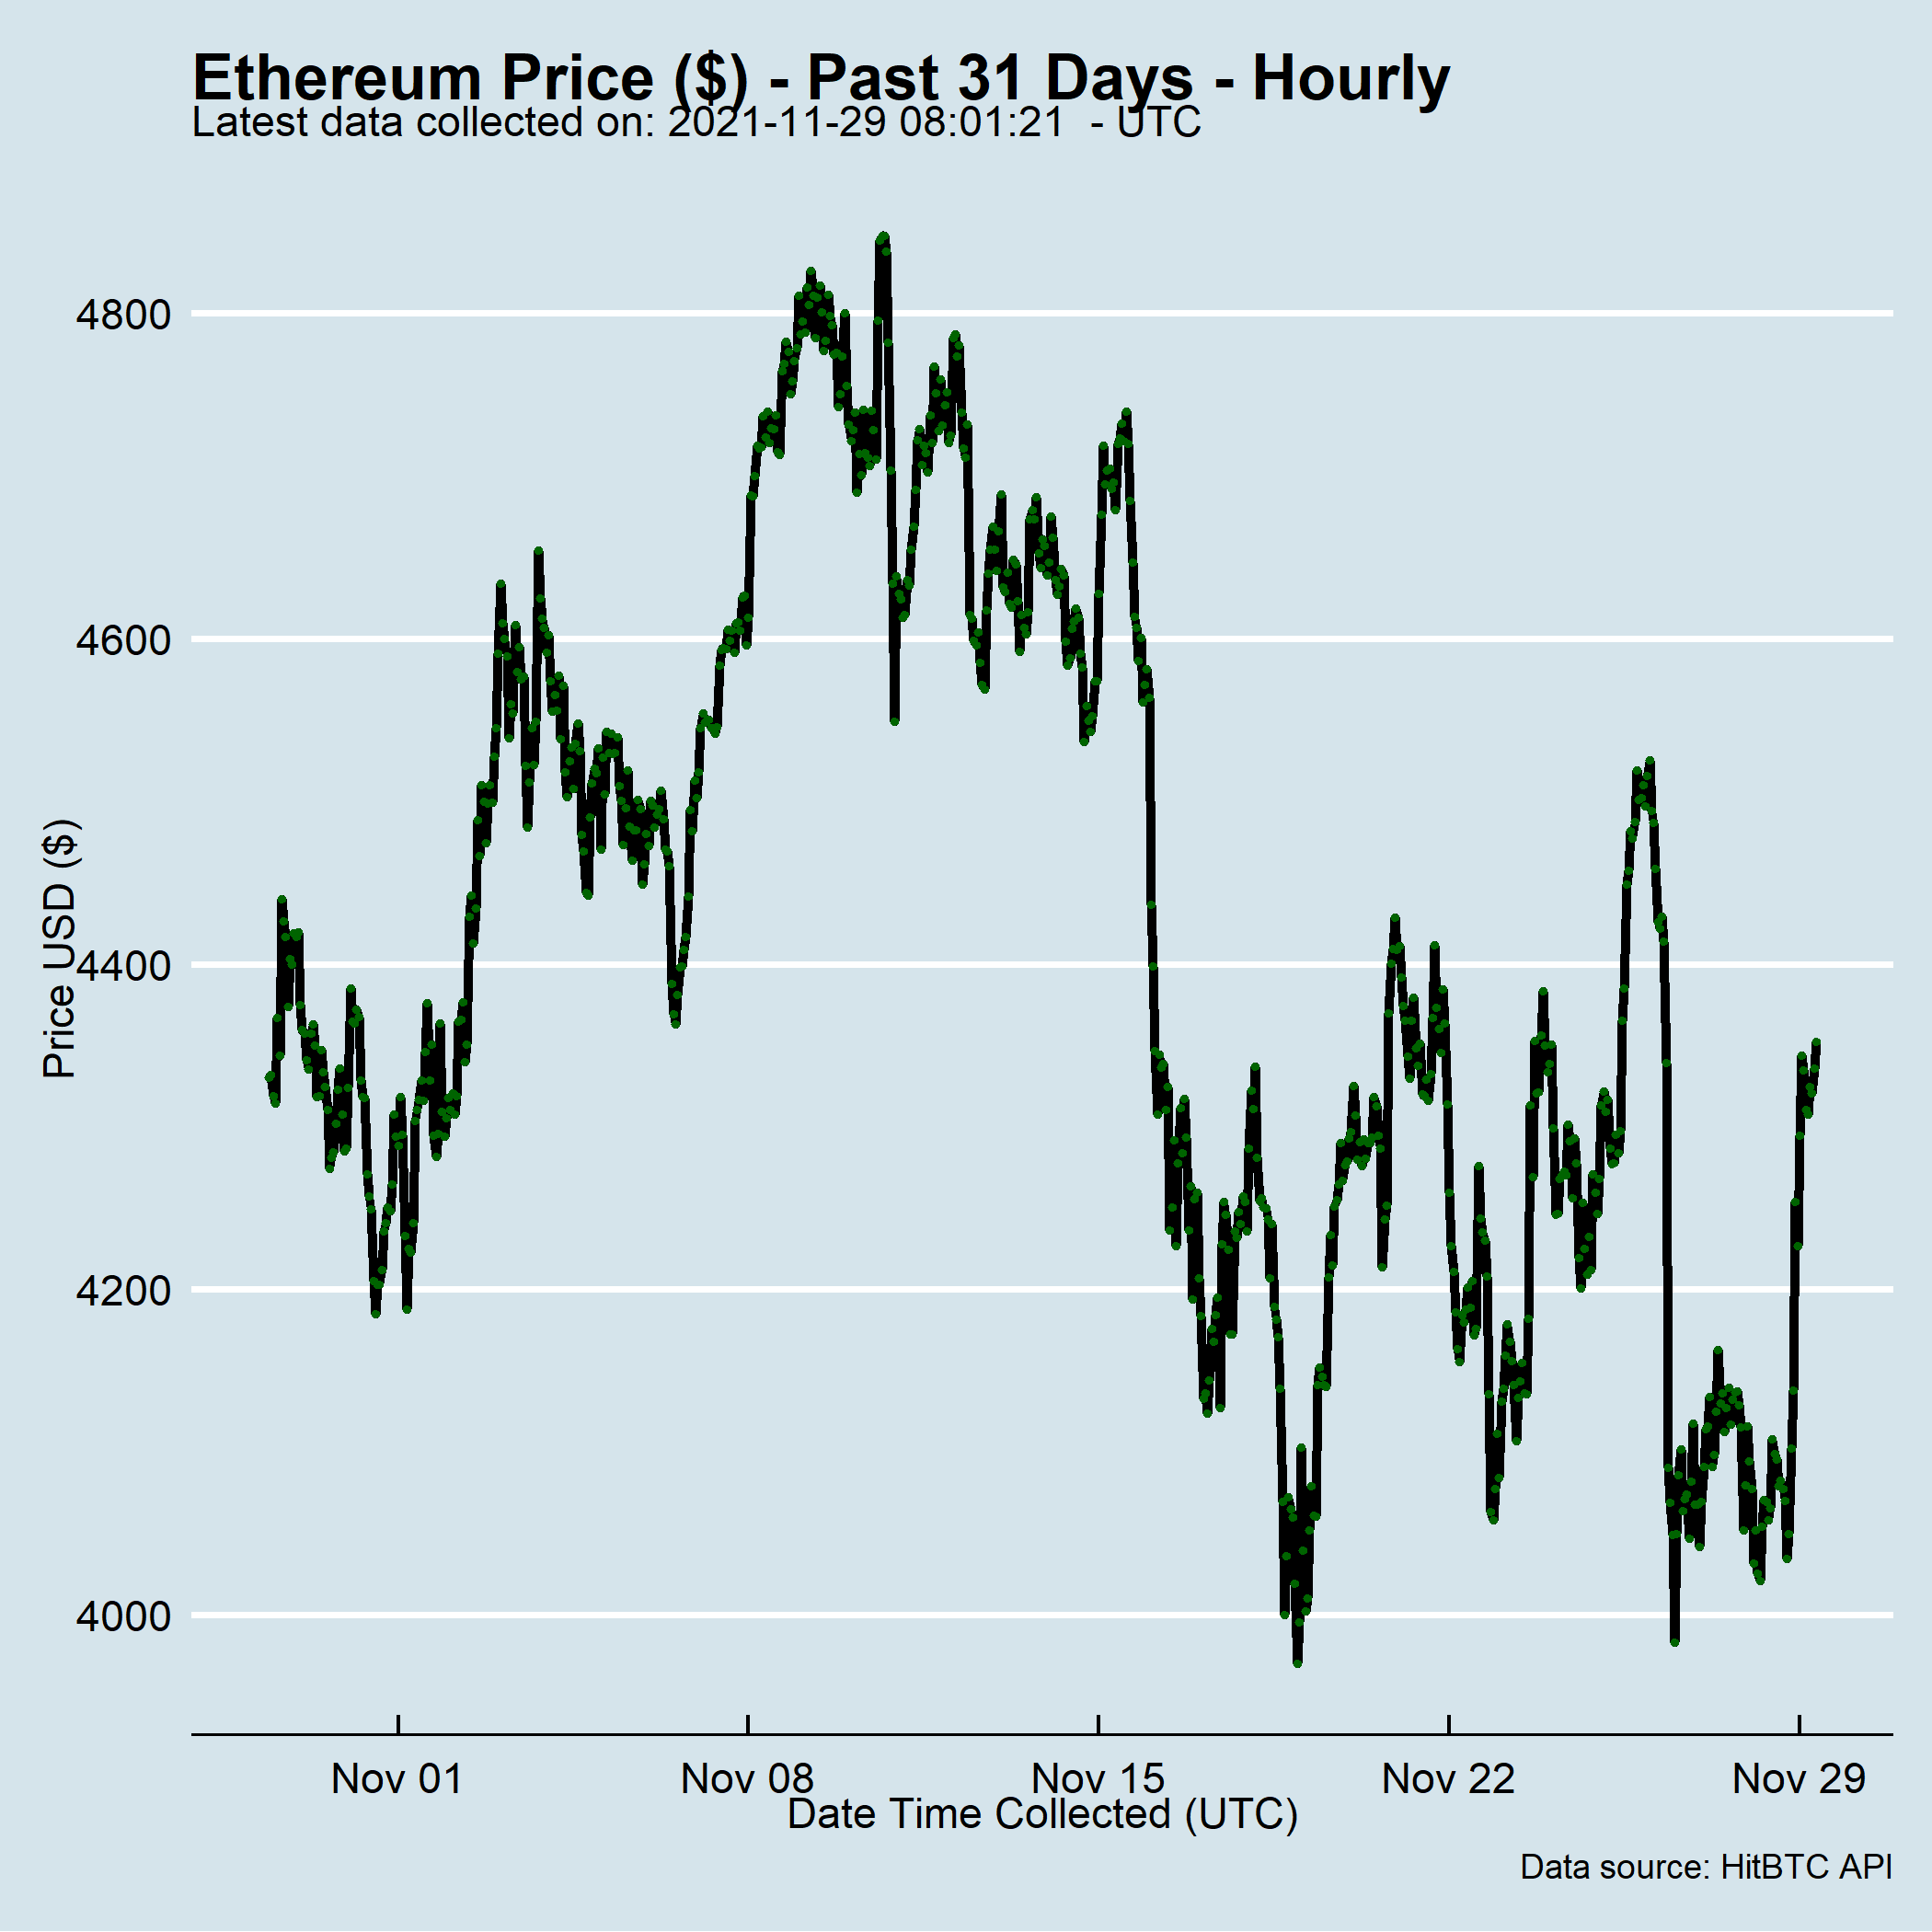 Ethereum Price ($) - Past 31 Days - Hourly
Latest data collected on: 2021-11-29 08:01:21  - UTC
4800
4600
4400
4200
4000
Price USD ($)
Nov 01
Nov 08
Nov 15
Nov 22
Nov 29
Date Time Collected (UTC)
Data source: HitBTC API